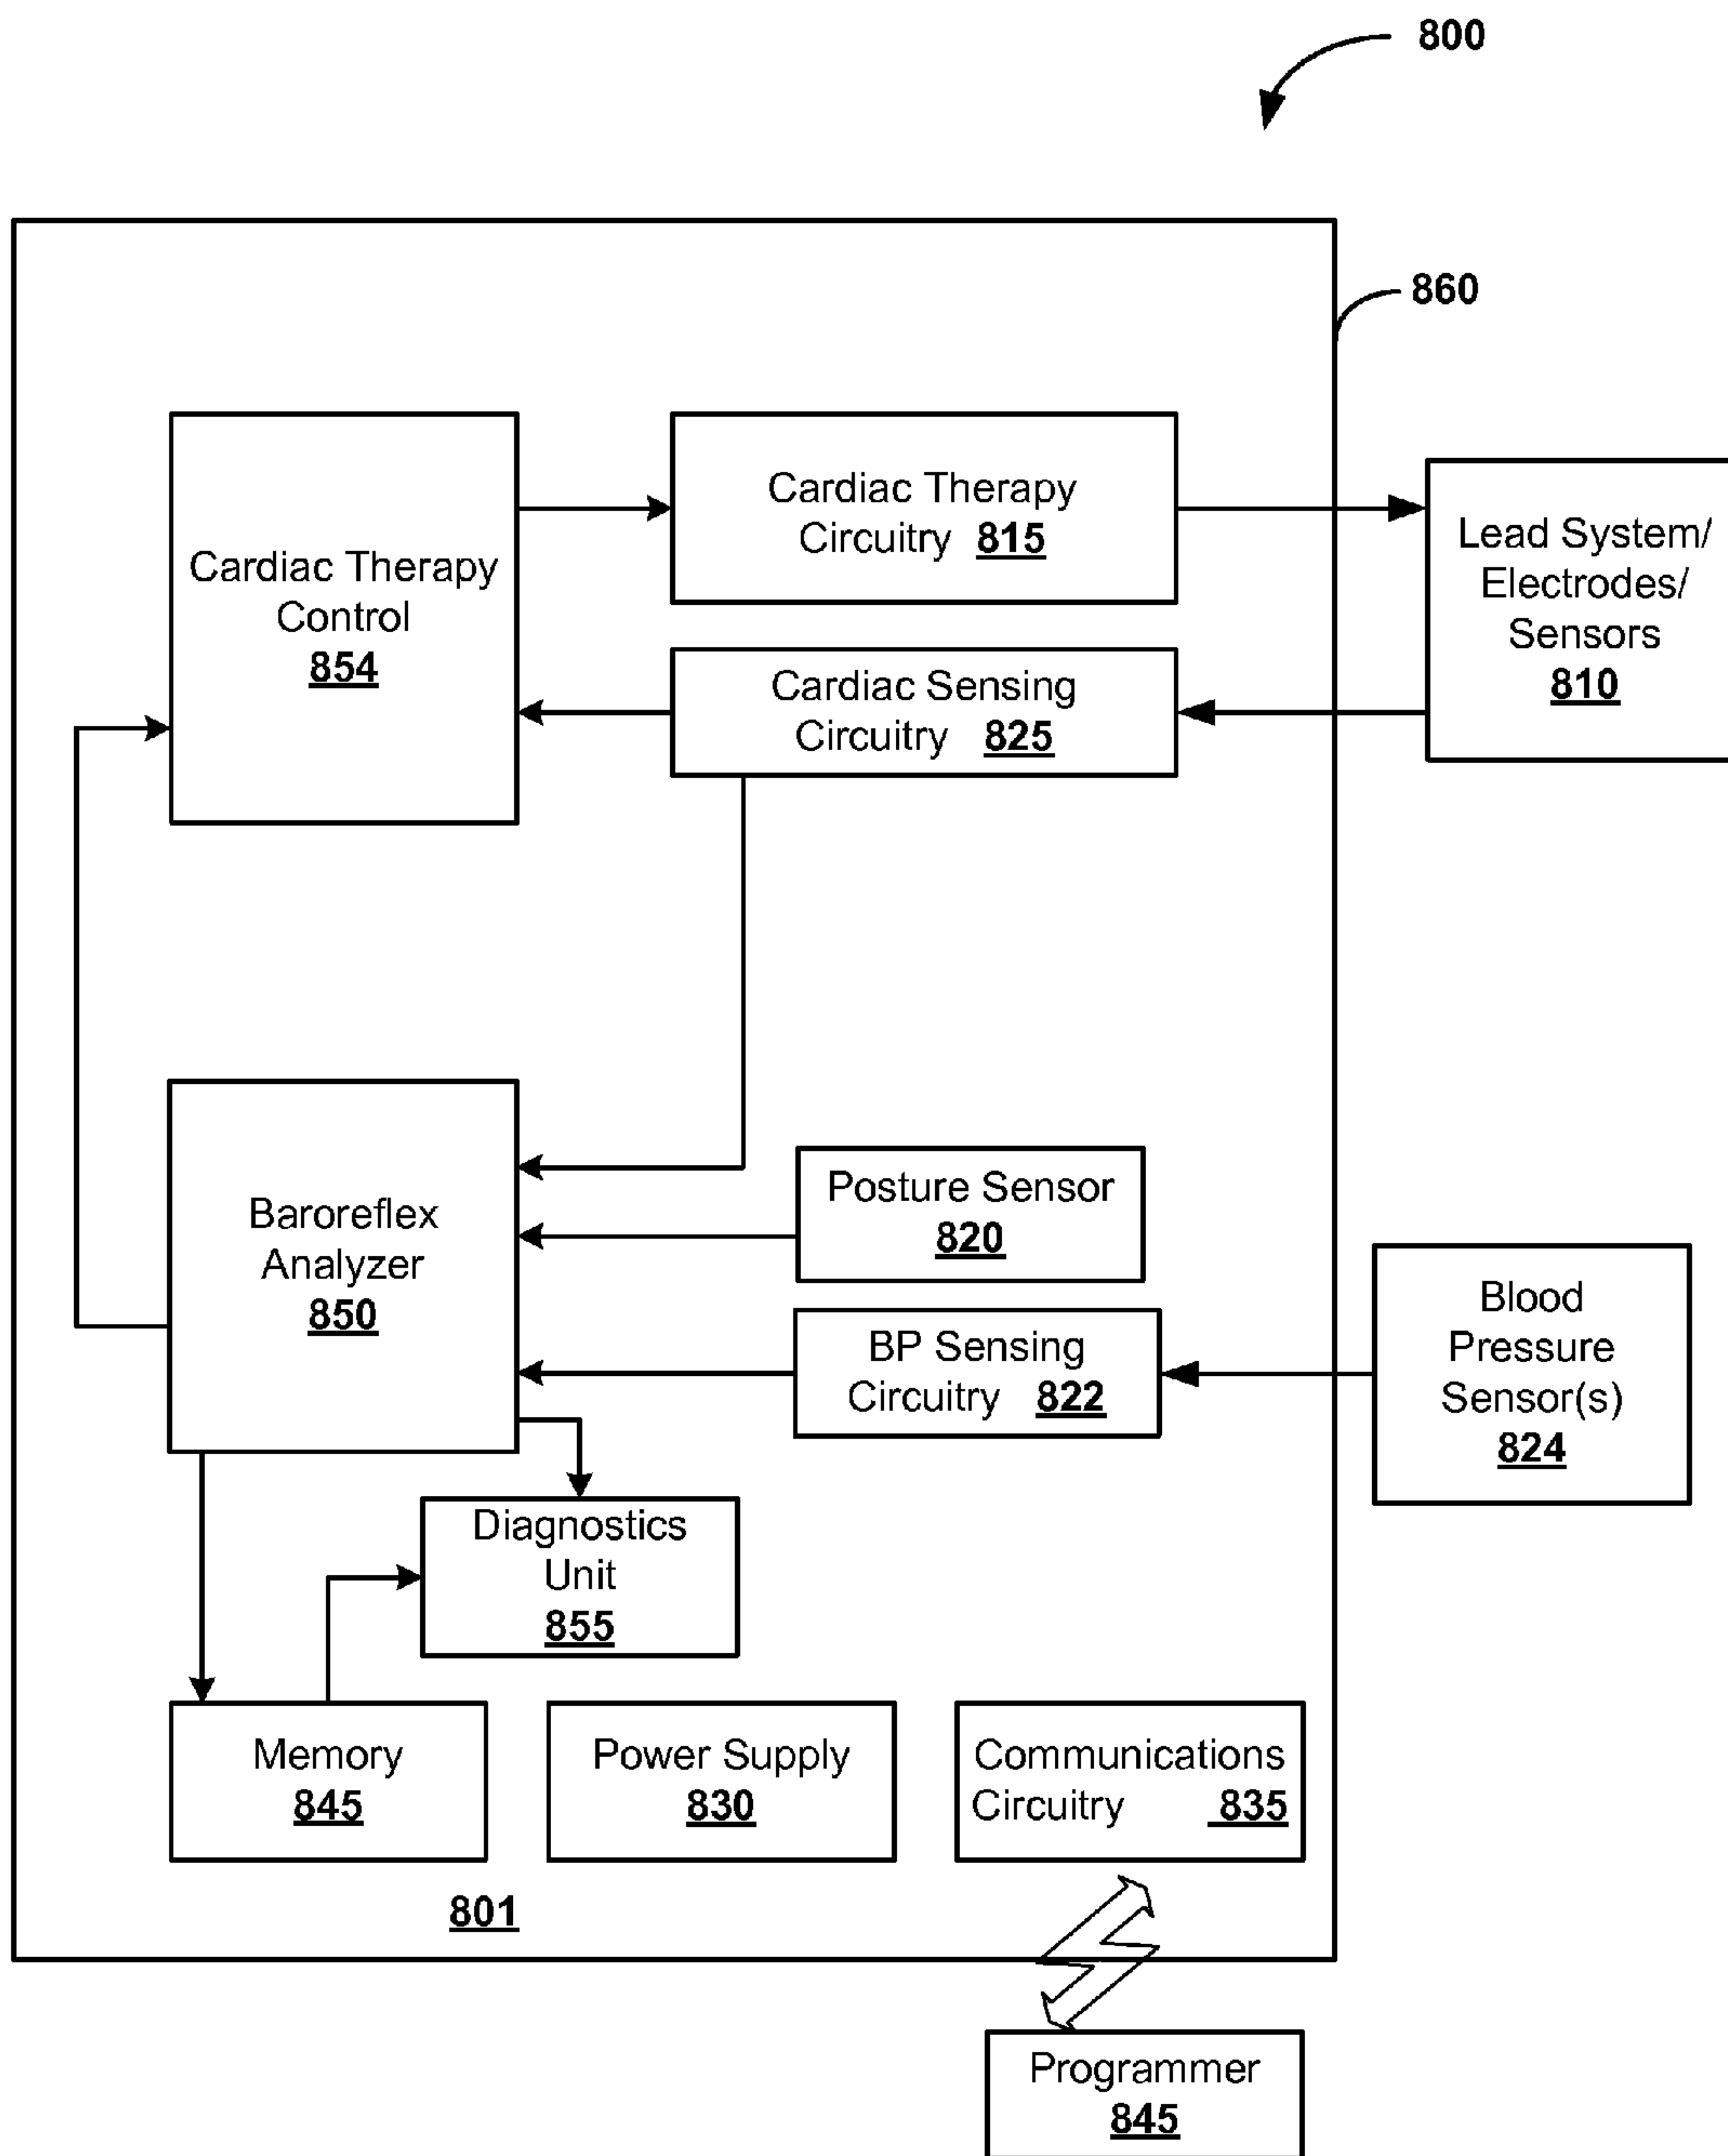 800
860
Cardiac Therapy
Control
854
Cardiac Therapy
Circuitry 815
Lead System/
Electrodes/
Sensors
810
Cardiac Sensing
Circuitry 825
Baroreflex
Analyzer
850
Posture Sensor
820
BP Sensing
Circuitry 822
Blood
Pressure
Sensor(s)
824
Diagnostics
Unit
855
Memory
845
Power Supply
830
Communications
Circuitry 835
801
Programmer
845